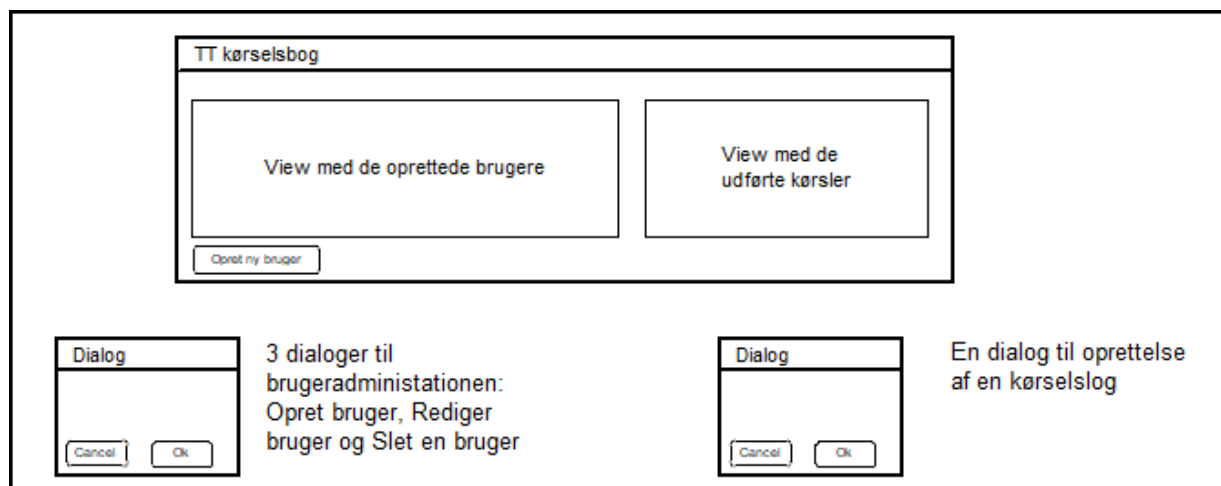 TT kørselsbog
View med de oprettede brugere
View med de
udførte kørsler
Opret ny bruger
Dialog
Cancel
Ok
3 dialoger til
brugeradministationen:
Opret bruger, Rediger
bruger og Slet en bruger
Dialog
Cancel
Ok
En dialog til oprettelse
af en kørselslog